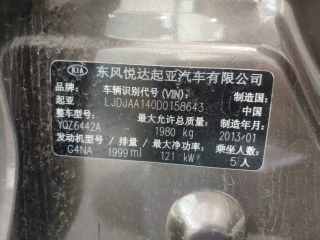 KIA 东风悦达起亚汽车有限公司
车辆识别代号(VIN): 制造国:
起亚 LJDJAA140D0158643 中国
整车型号: 最大允许总质量: 制造年月:
YQZ6442A 1980 kg 2013/01
发动机型号 / 排量 / 最大净功率: 乘坐人数:
G4NA 1999 ml 121 kW 5 人